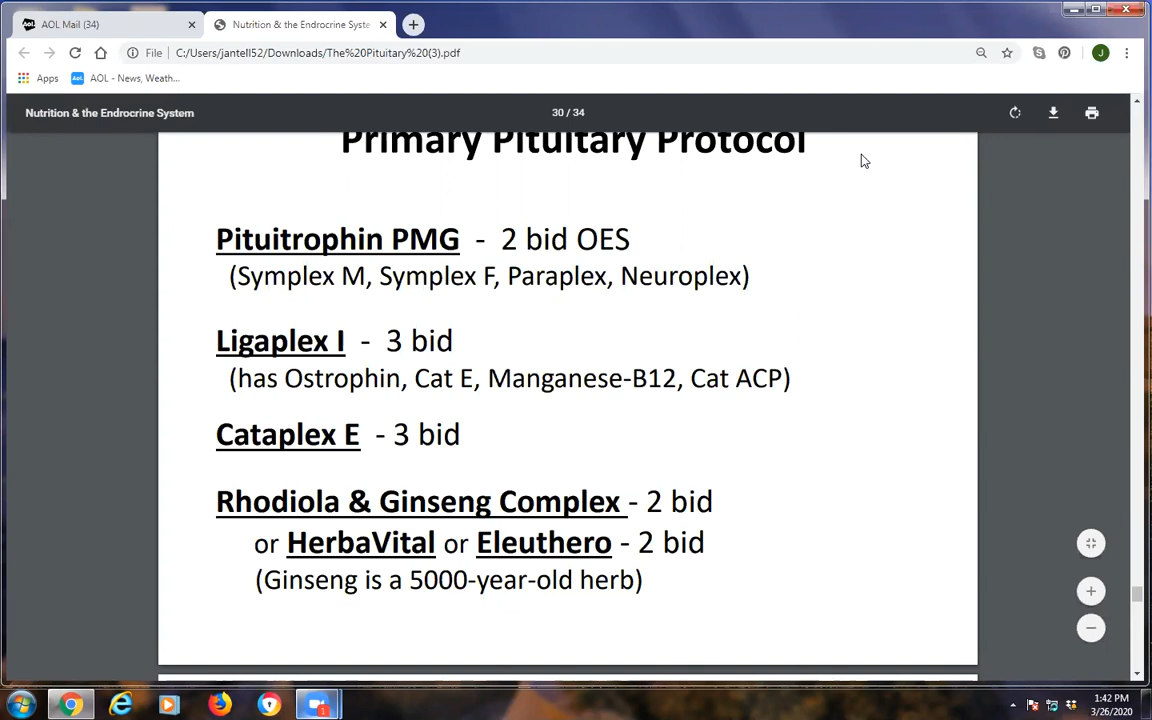 AOL Mail (34)
Nutrition & the Endocrine Syste
File C:/Users/jantell52/Downloads/The%20Pituitary%20(3).pdf
J
Apps
AOL - News, Weath...
Nutrition & the Endocrine System
30 / 34
Primary Pituitary Protocol
Pituitrophin PMG - 2 bid OES
(Symplex M, Symplex F, Paraplex, Neuroplex)
Ligaplex I - 3 bid
(has Ostrophin, Cat E, Manganese-B12, Cat ACP)
Cataplex E - 3 bid
Rhodiola & Ginseng Complex - 2 bid
or HerbaVital or Eleuthero - 2 bid
(Ginseng is a 5000-year-old herb)
1:42 PM
3/26/2020